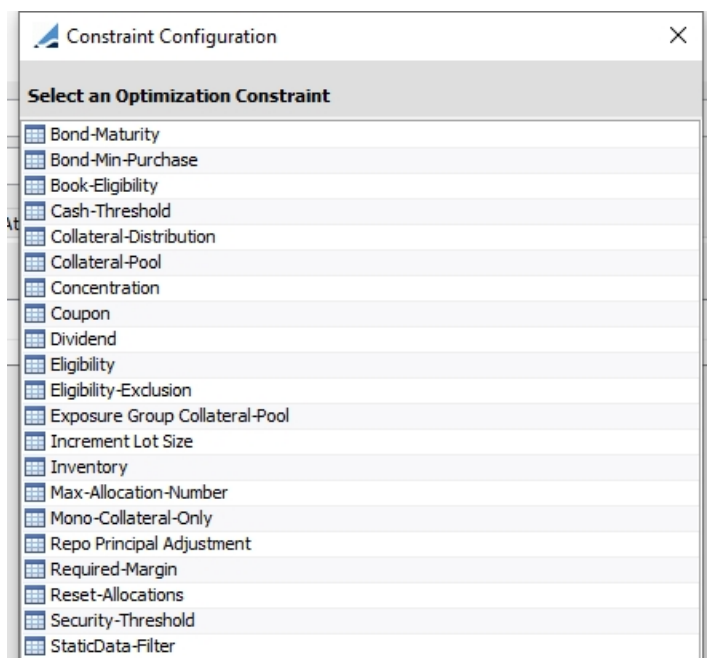 Constraint Configuration
Select an Optimization Constraint
Bond-Maturity
Bond-Min-Purchase
Book-Eligibility
Cash-Threshold
At
Collateral-Distribution
Collateral-Pool
Concentration
Coupon
Dividend
Eligibility
Eligibility-Exclusion
Exposure Group Collateral-Pool
Increment Lot Size
Inventory
Max-Allocation-Number
Mono-Collateral-Only
Repo Principal Adjustment
Required-Margin
Reset-Allocations
Security-Threshold
StaticData-Filter